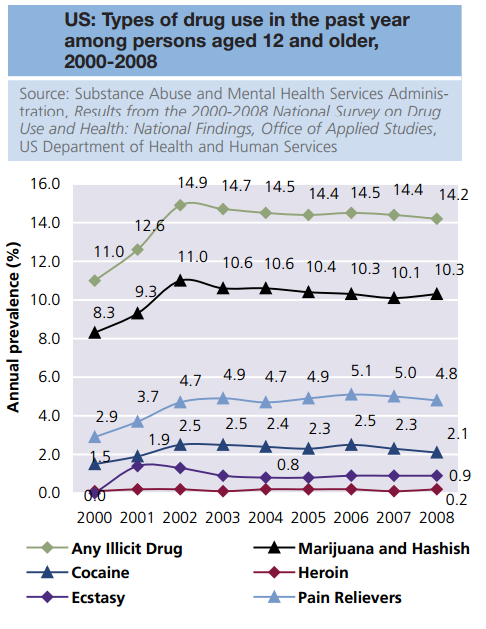 US: Types of drug use in the past year
among persons aged 12 and older,
2000-2008
Source: Substance Abuse and Mental Health Services Adminis-
tration, Results from the 2000-2008 National Survey on Drug
Use and Health: National Findings, Office of Applied Studies,
US Department of Health and Human Services
Annual prevalence (%)
16.0
14.0
12.0
10.0
8.0
6.0
4.0
2.0
0.0
11.0 12.6 14.9 14.7 14.5 14.4 14.5 14.4 14.2
8.3 9.3 11.0 10.6 10.6 10.4 10.3 10.1 10.3
2.9 3.7 4.7 4.9 4.7 4.9 5.1 5.0 4.8
1.5 1.9 2.5 2.5 2.4 2.3 2.5 2.3 2.1
0.0 0.8 0.9
0.2
2000 2001 2002 2003 2004 2005 2006 2007 2008
Any Illicit Drug Marijuana and Hashish
Cocaine Heroin
Ecstasy Pain Relievers